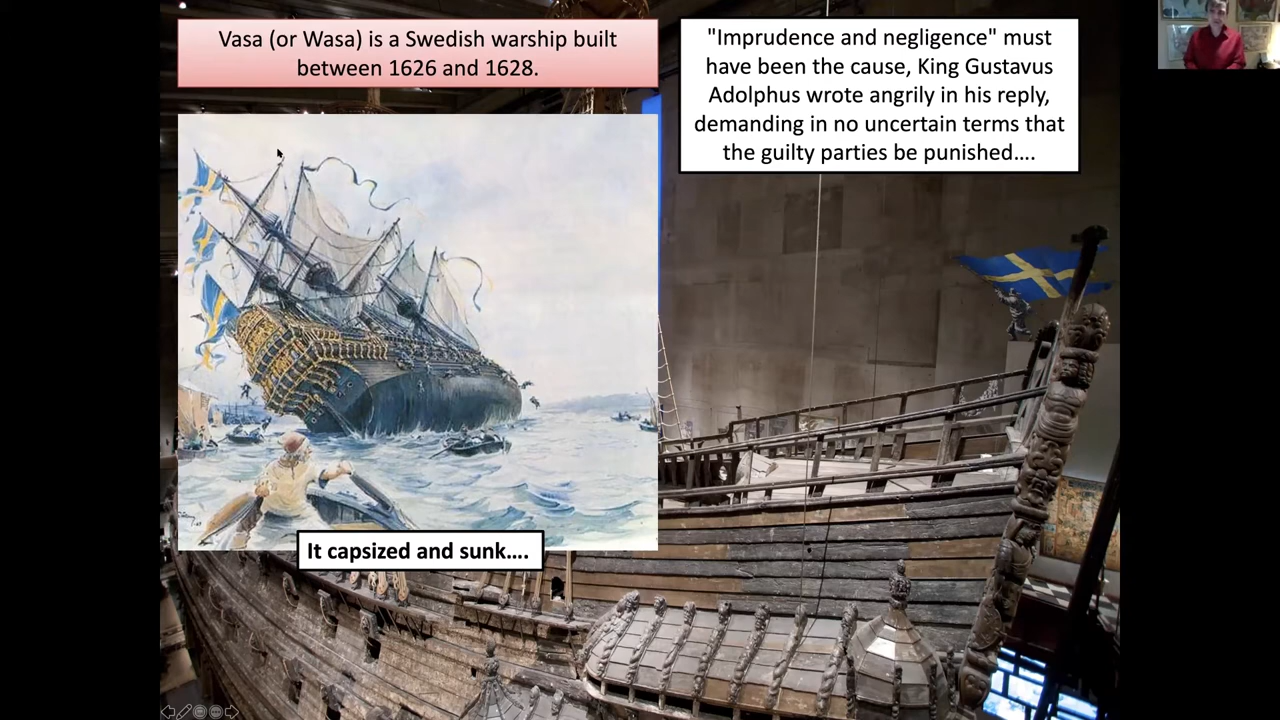 Vasa (or Wasa) is a Swedish warship built
between 1626 and 1628.
"Imprudence and negligence" must
have been the cause, King Gustavus
Adolphus wrote angrily in his reply,
demanding in no uncertain terms that
the guilty parties be punished....
It capsized and sunk....